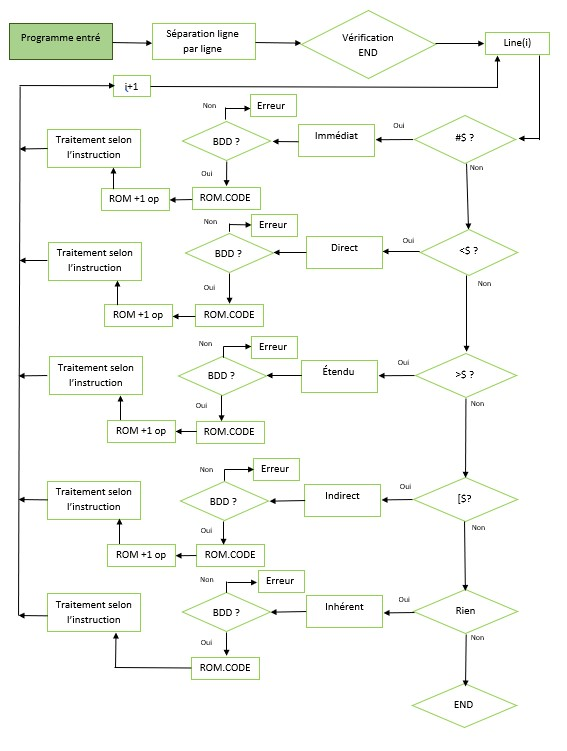 Programme entré
Séparation ligne
par ligne
Vérification
END
Line(i)
i+1
Non
Erreur
Traitement selon
l'instruction
BDD ?
Immédiat
Oui
#$ ?
Oui
Non
ROM +1 op
ROM.CODE
Non
Erreur
Traitement selon
l'instruction
BDD ?
Direct
Oui
<$ ?
Oui
Non
ROM +1 op
ROM.CODE
Non
Erreur
Traitement selon
l'instruction
BDD ?
Étendu
Oui
>$ ?
Oui
Non
ROM +1 op
ROM.CODE
Non
Erreur
Traitement selon
l'instruction
BDD ?
Indirect
Oui
[$?
Oui
Non
ROM +1 op
ROM.CODE
Non
Erreur
Traitement selon
l'instruction
BDD ?
Inhérent
Oui
Rien
Oui
Non
ROM.CODE
END